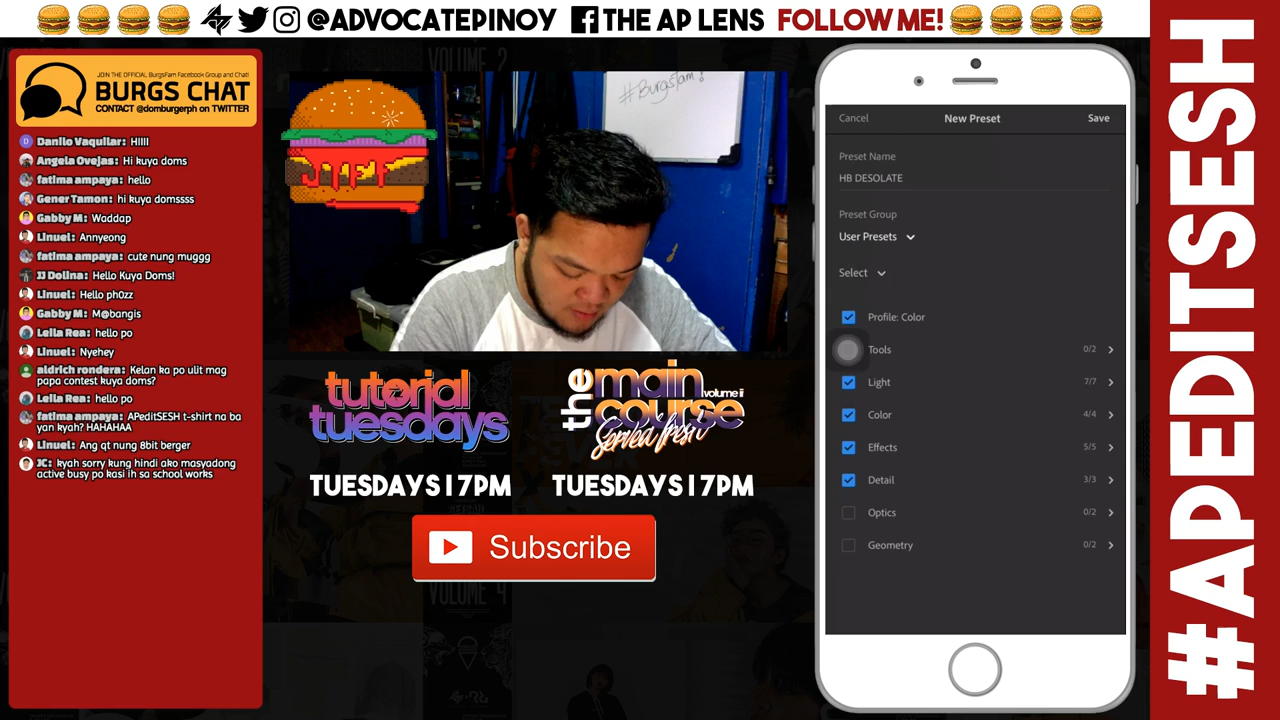 @ADVOCATEPINOY THE AP LENS FOLLOW ME!
JOIN THE OFFICIAL BurgsFam Facebook Group and Chat!
BURGS CHAT
CONTACT @domburgerph on TWITTER
Danilo Vaquilar: HIIII
Angela Ovejas: Hi kuya doms
fatima ampaya: hello
Gener Tamon: hi kuya domssss
Gabby M: Waddap
Linuel: Annyeong
fatima ampaya: cute nung muggg
JJ Dolina: Hello Kuya Doms!
Linuel: Hello ph0zz
Gabby M: M@bangis
Leila Rea: hello po
Linuel: Nyehey
aldrich rondera: Kelan ka po ulit mag
papa contest kuya doms?
Leila Rea: hello po
fatima ampaya: APeditSESH t-shirt na ba
yan kyah? HAHAHAA
Linuel: Ang qt nung 8bit berger
JC: kyah sorry kung hindi ako masyadong
active busy po kasi ih sa school works
VOLUME 2
#Burgsfam!
tutorial
tuesdays
TUESDAYS | 7PM
the main
course
volume ii
Served fresh
TUESDAYS | 7PM
Subscribe
VOLUME 4
Cancel New Preset Save
Preset Name
HB DESOLATE
Preset Group
User Presets
Select
Profile: Color
Tools 0/2
Light 7/7
Color 4/4
Effects 5/5
Detail 3/3
Optics 0/2
Geometry 0/2
#APEDITSESH